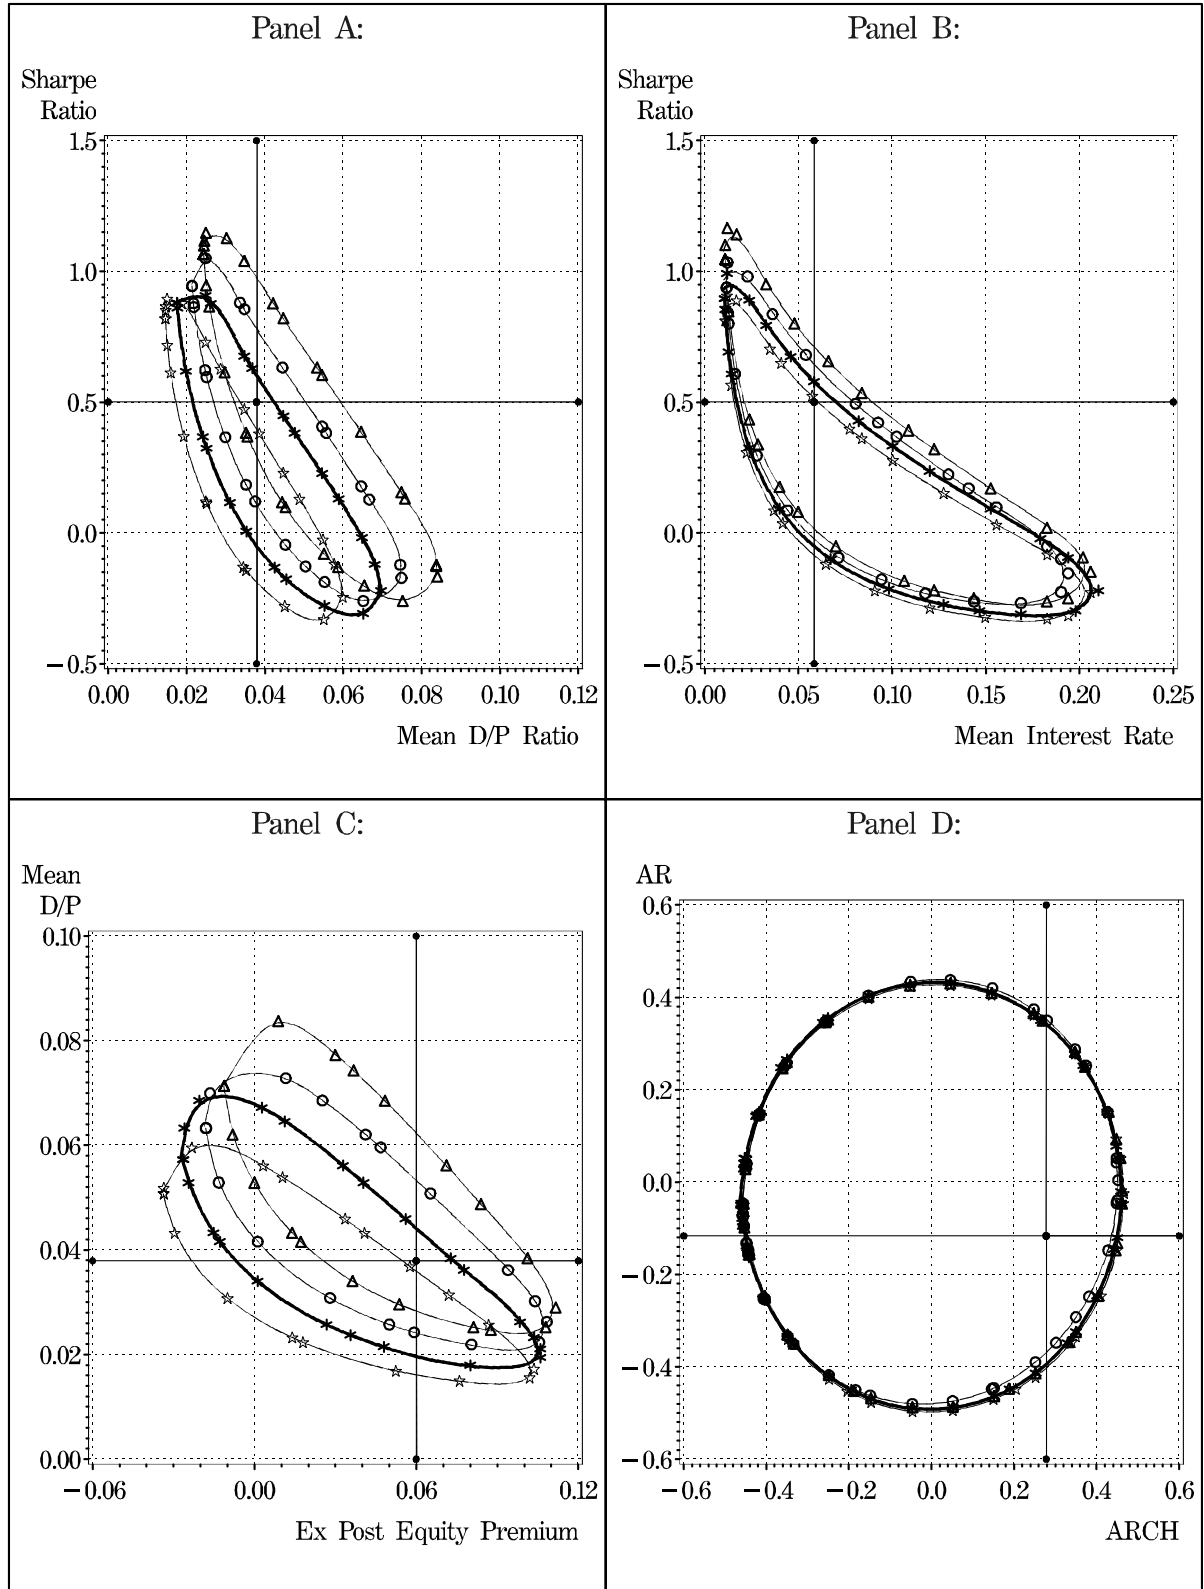 Panel A:
Sharpe
Ratio
1.5
1.0
0.5
0.0
−0.5
0.00 0.02 0.04 0.06 0.08 0.10 0.12
Mean D/P Ratio
Panel B:
Sharpe
Ratio
1.5
1.0
0.5
0.0
−0.5
0.00 0.05 0.10 0.15 0.20 0.25
Mean Interest Rate
Panel C:
Mean
D/P
0.10
0.08
0.06
0.04
0.02
0.00
−0.06 0.00 0.06 0.12
Ex Post Equity Premium
Panel D:
AR
0.6
0.4
0.2
0.0
−0.2
−0.4
−0.6
−0.6 −0.4 −0.2 0.0 0.2 0.4 0.6
ARCH